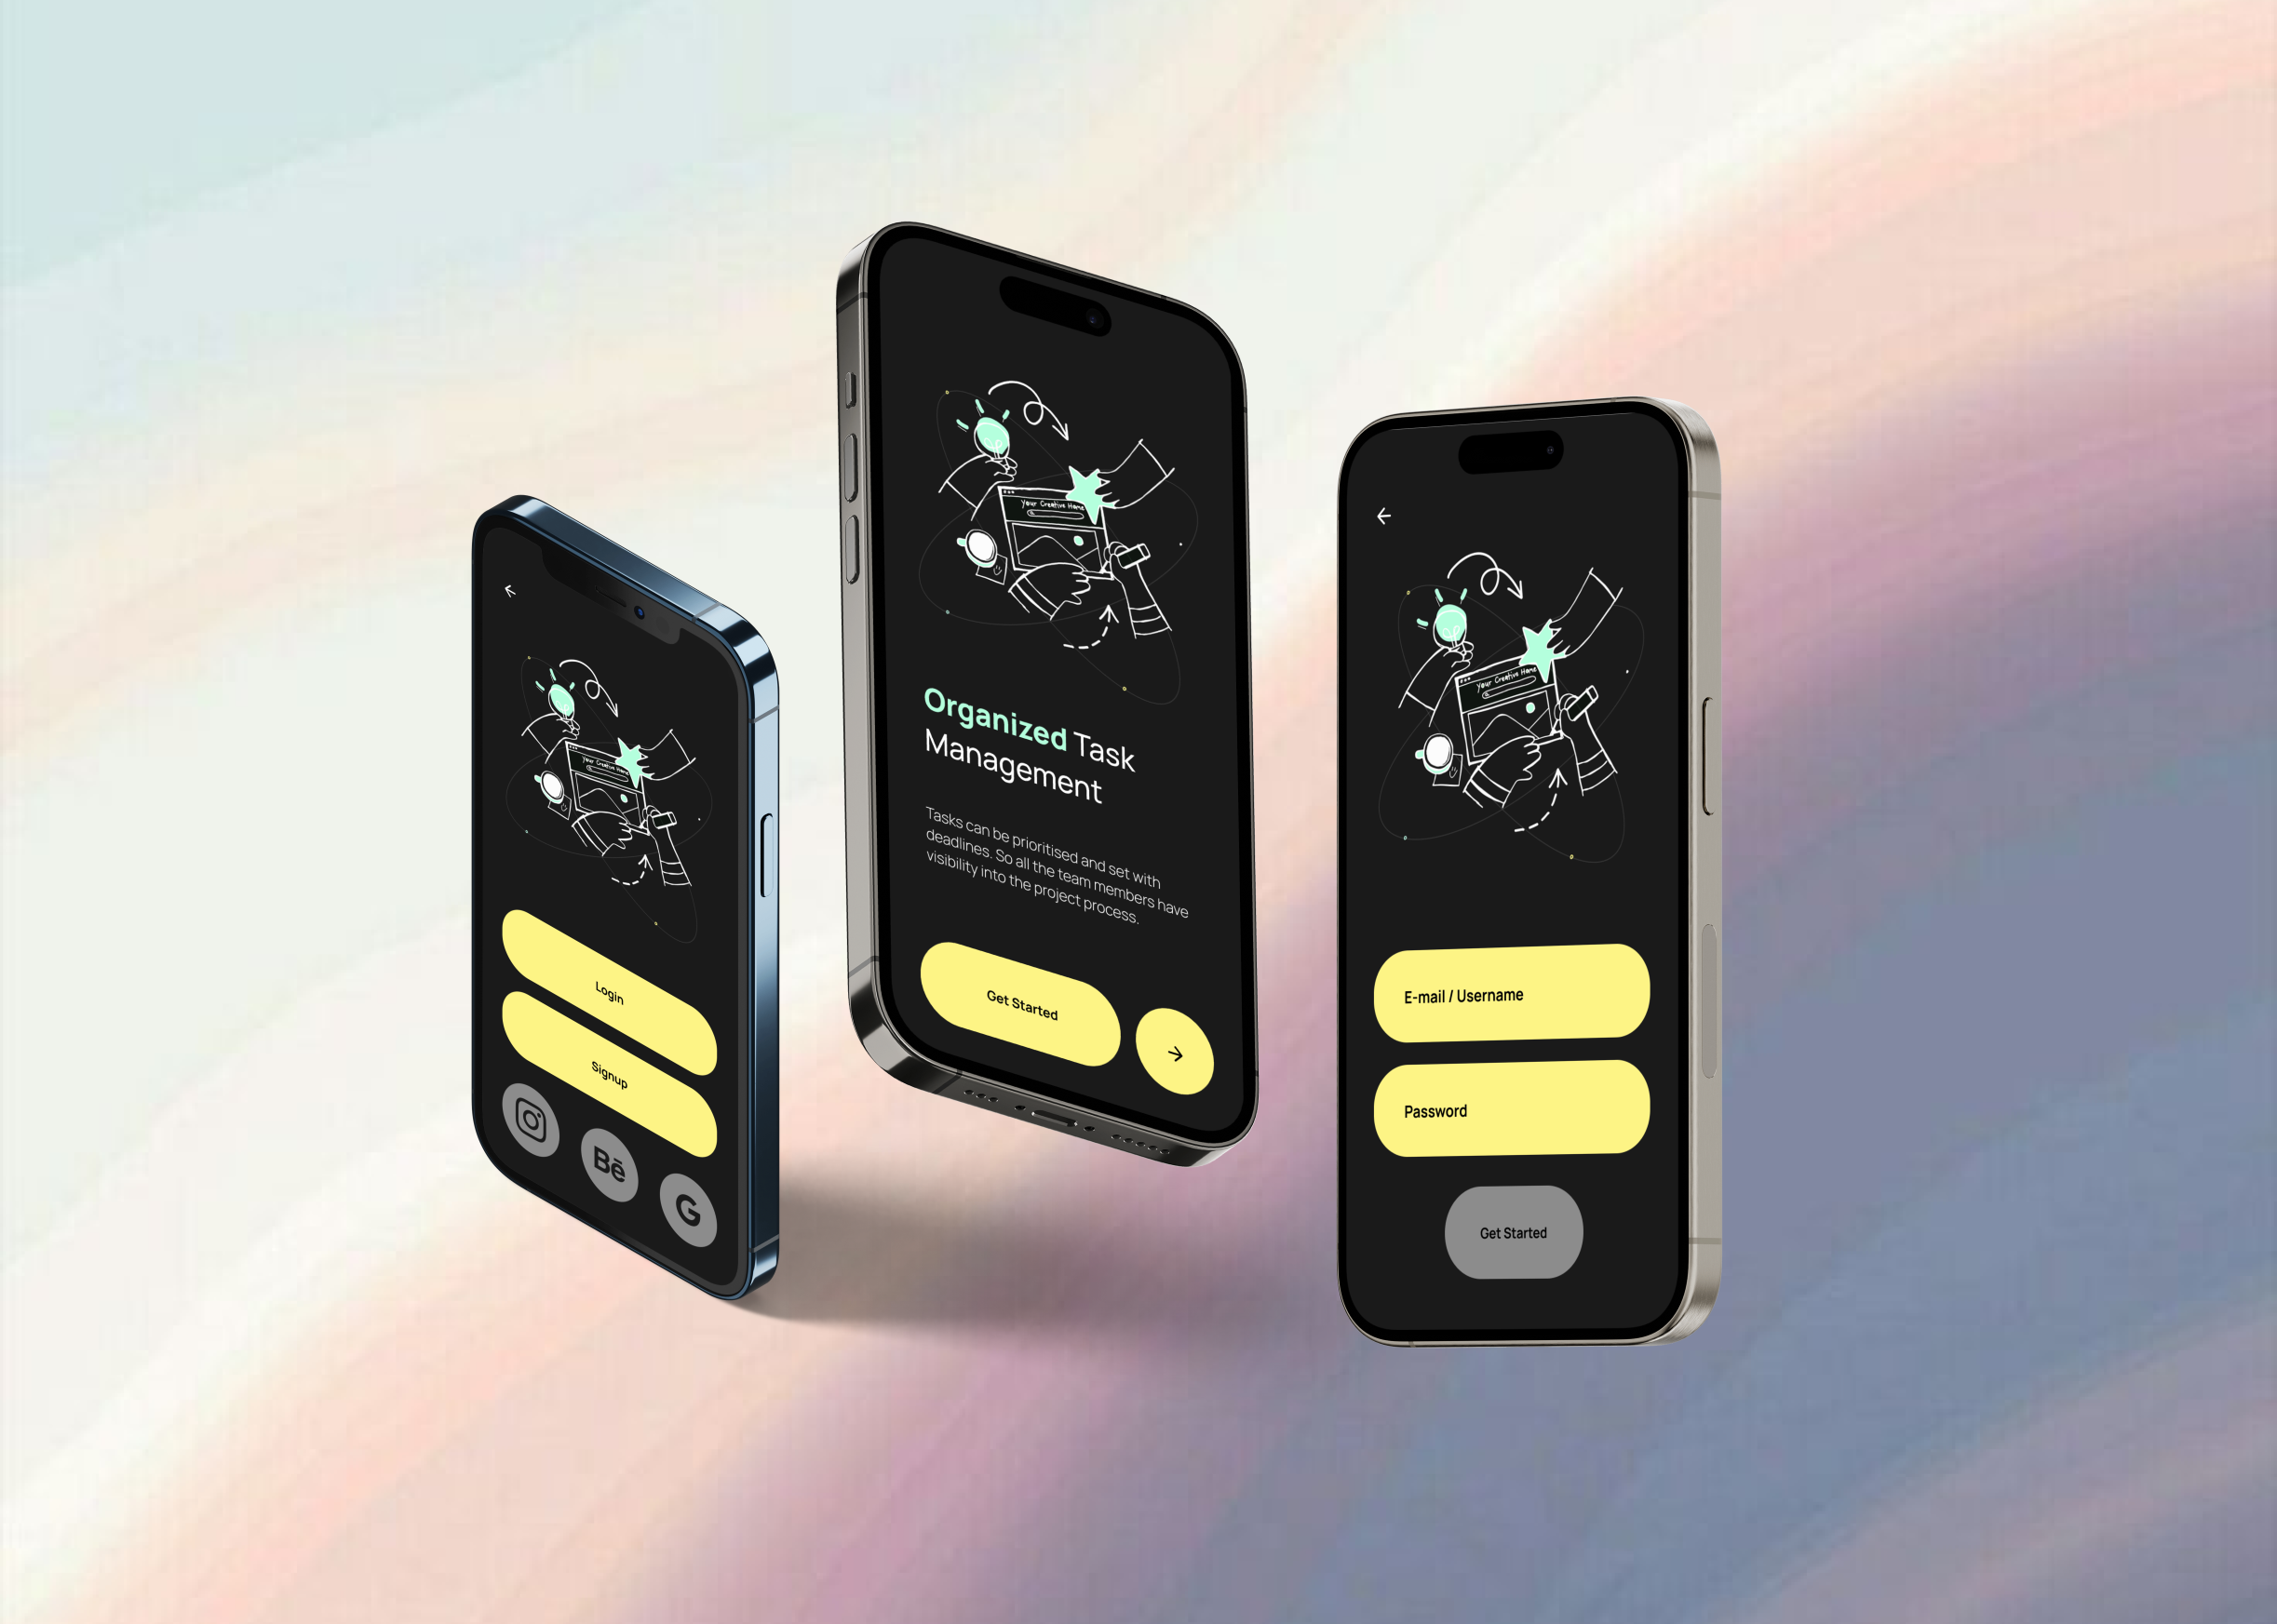 Your Creative Home
Login
Signup
Bē
G
Your Creative Home
Organized Task
Management
Tasks can be prioritised and set with
deadlines. So all the team members have
visibility into the project process.
Get Started
Your Creative Home
E-mail / Username
Password
Get Started